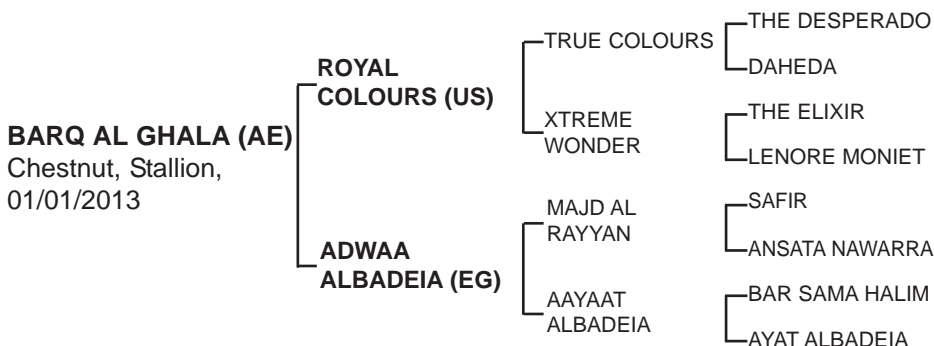 BARQ AL GHALA (AE)
Chestnut, Stallion,
01/01/2013
ROYAL
COLOURS (US)
ADWAA
ALBADEIA (EG)
TRUE COLOURS
XTREME
WONDER
MAJD AL
RAYYAN
AAYAAT
ALBADEIA
THE DESPERADO
DAHEDA
THE ELIXIR
LENORE MONIET
SAFIR
ANSATA NAWARRA
BAR SAMA HALIM
AYAT ALBADEIA